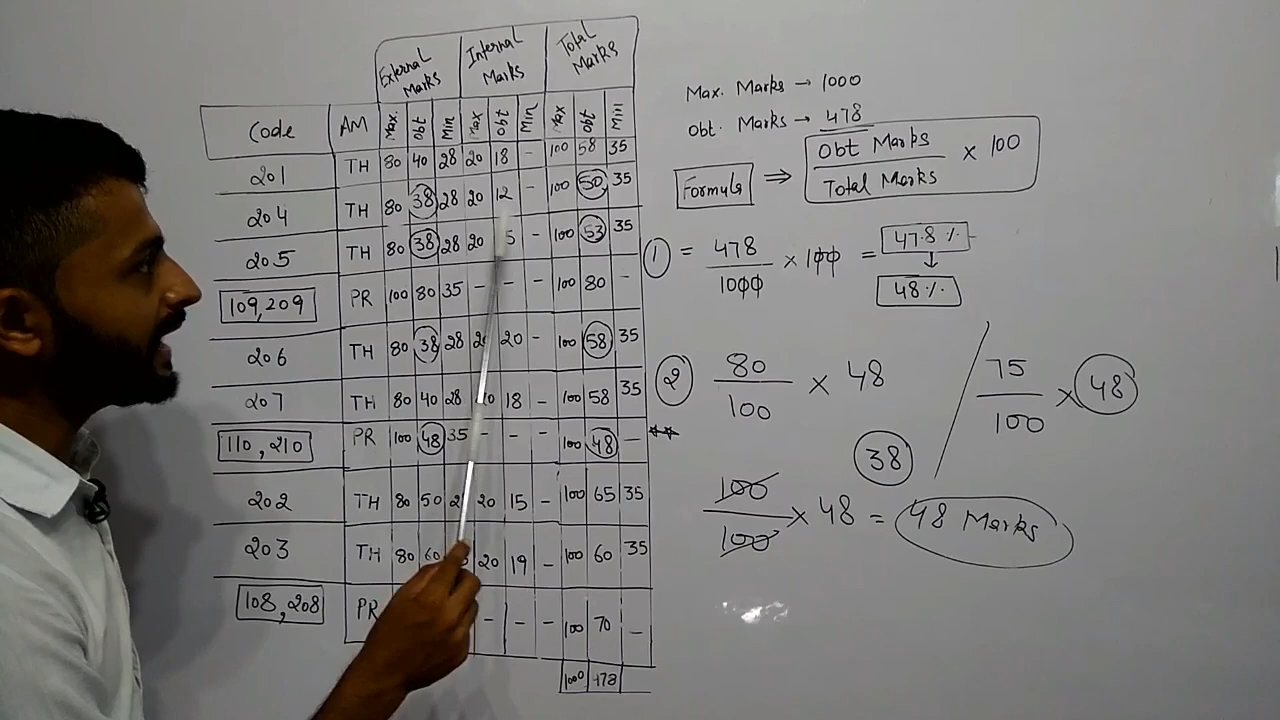 External Marks Internal Marks Total Marks
Code AM Max. Obt Min Max Obt Min Max Obt Min
201 TH 80 40 28 20 18 - 100 58 35
204 TH 80 38 28 20 12 - 100 50 35
205 TH 80 38 28 20 5 - 100 53 35
109,209 PR 100 80 35 - - - 100 80 -
206 TH 80 38 28 20 - 100 58 35
207 TH 80 40 28 18 - 100 58 35
110, 210 PR 100 48 35 - - - 100 48 - **
202 TH 80 50 20 15 - 100 65 35
203 TH 80 60 20 19 - 100 60 35
108,208 PR - - - 100 70 -
1000
Max. Marks → 1000
Obt. Marks → 478
Formula ⇒ Obt Marks / Total Marks × 100
1 = 478 / 1000 × 100 = 47.8 %
↓
48 %
2 80 / 100 × 48 / 75 / 100 × 48
38
100 / 100 × 48 = 48 Marks